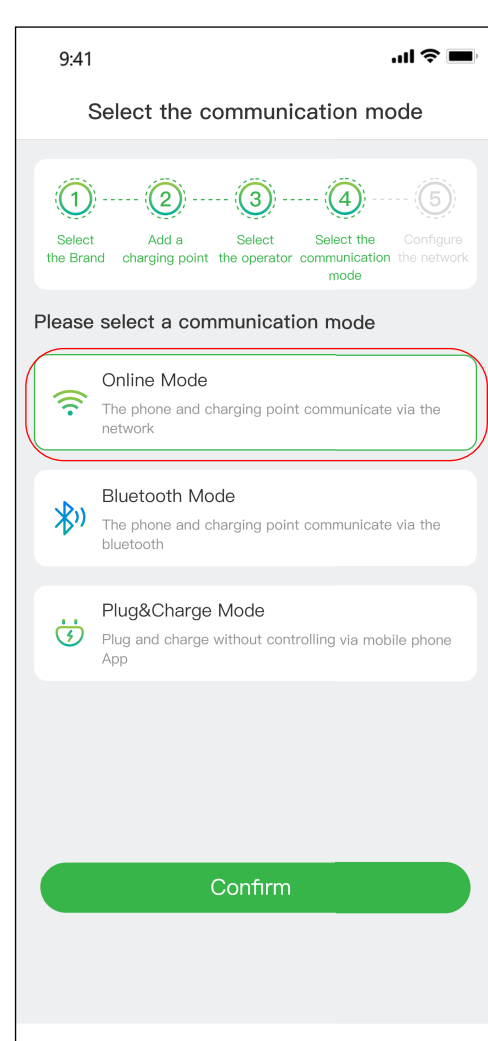 9:41
Select the communication mode
1 2 3 4 5
Select Add a Select Select the Configure
the Brand charging point the operator communication the network
mode
Please select a communication mode
Online Mode
The phone and charging point communicate via the
network
Bluetooth Mode
The phone and charging point communicate via the
bluetooth
Plug&Charge Mode
Plug and charge without controlling via mobile phone
App
Confirm